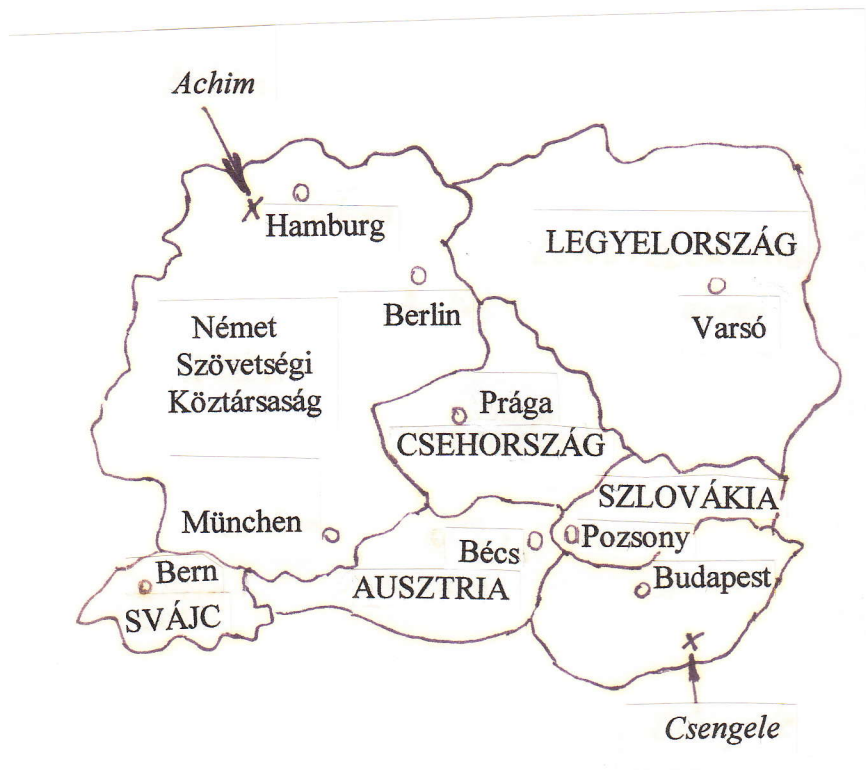 Achim
Hamburg
LEGYELORSZÁG
Berlin
Varsó
Német
Szövetségi
Köztársaság
Prága
CSEHORSZÁG
SZLOVÁKIA
München
Bécs
Pozsony
Bern
AUSZTRIA
Budapest
SVÁJC
Csengele